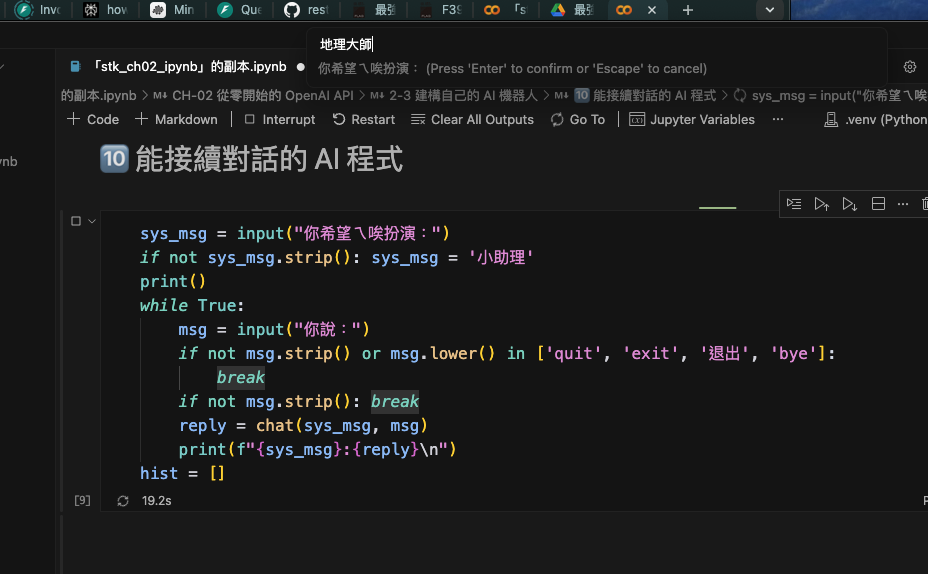 Inv
how
Min
Que
rest
最強
F3S
「s
最強
地理大師
「stk_ch02_ipynb」的副本.ipynb
你希望ㄟ唉扮演： (Press 'Enter' to confirm or 'Escape' to cancel)
的副本.ipynb > M↓ CH-02 從零開始的 OpenAI API > M↓ 2-3 建構自己的 AI 機器人 > M↓ 🔟 能接續對話的 AI 程式 > sys_msg = input("你希望ㄟ唉
+ Code + Markdown Interrupt Restart Clear All Outputs Go To Jupyter Variables ... .venv (Python
ynb
🔟 能接續對話的 AI 程式
sys_msg = input("你希望ㄟ唉扮演：")
if not sys_msg.strip(): sys_msg = '小助理'
print()
while True:
msg = input("你說：")
if not msg.strip() or msg.lower() in ['quit', 'exit', '退出', 'bye']:
break
if not msg.strip(): break
reply = chat(sys_msg, msg)
print(f"{sys_msg}:{reply}\n")
hist = []
[9] 19.2s